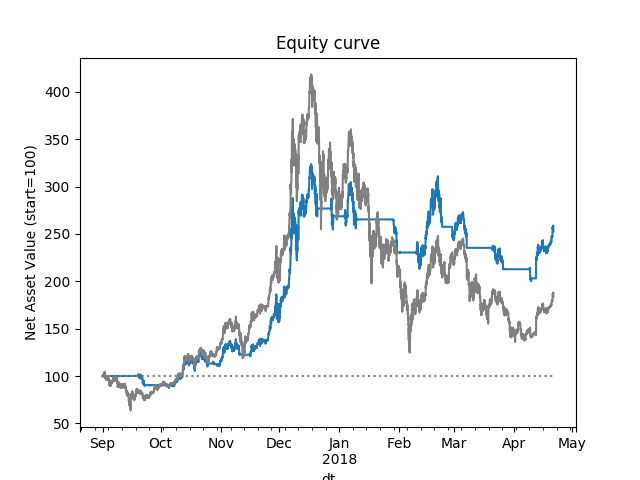 Equity curve
Net Asset Value (start=100)
400
350
300
250
200
150
100
50
Sep Oct Nov Dec Jan Feb Mar Apr May
2018
dt